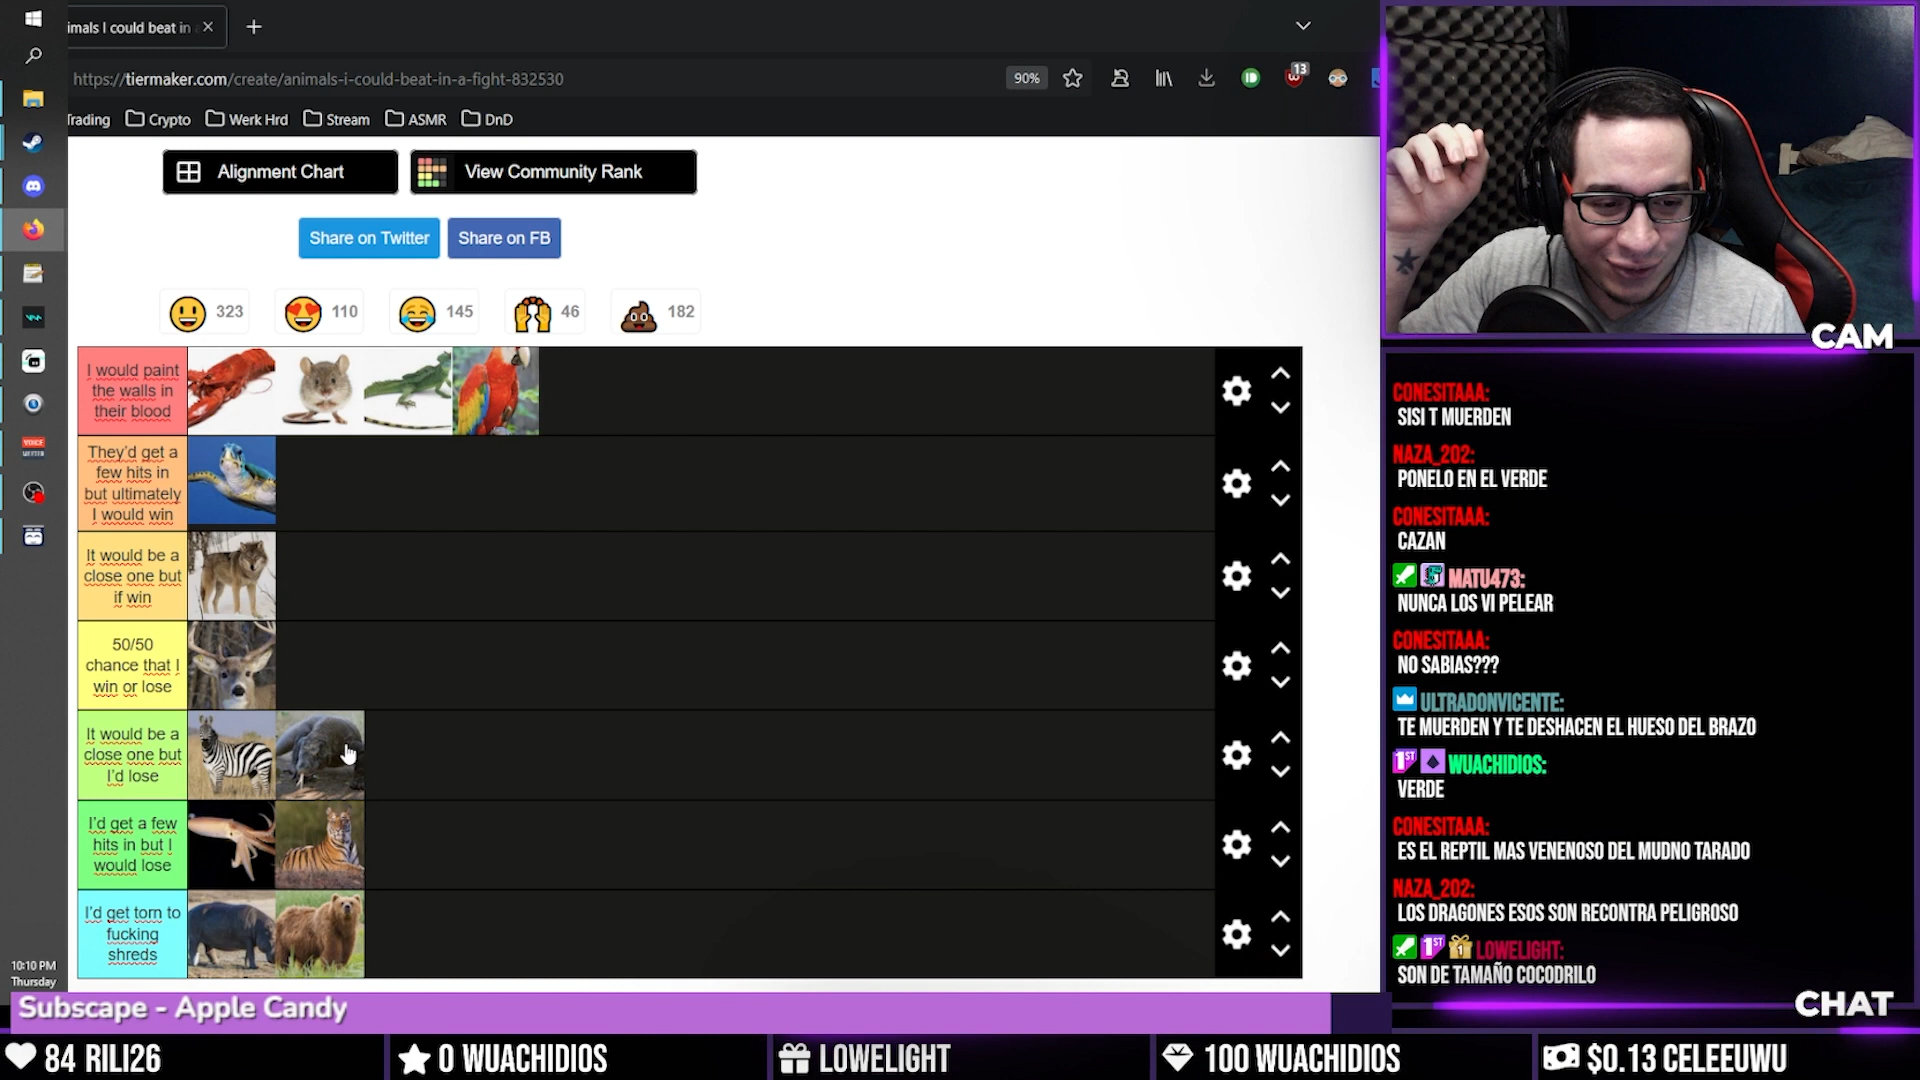 imals I could beat in
https://tiermaker.com/create/animals-i-could-beat-in-a-fight-832530
90%
13
Trading
Crypto
Werk Hrd
Stream
ASMR
DnD
Alignment Chart
View Community Rank
Share on Twitter
Share on FB
323
110
145
46
182
I would paint
the walls in
their blood
They'd get a
few hits in
but ultimately
I would win
It would be a
close one but
if win
50/50
chance that I
win or lose
It would be a
close one but
I'd lose
I'd get a few
hits in but I
would lose
I'd get torn to
fucking
shreds
10:10 PM
Thursday
CAM
CONESITAAA:
SISI T MUERDEN
NAZA_202:
PONELO EN EL VERDE
CONESITAAA:
CAZAN
MATU473:
NUNCA LOS VI PELEAR
CONESITAAA:
NO SABIAS???
ULTRADONVICENTE:
TE MUERDEN Y TE DESHACEN EL HUESO DEL BRAZO
1ST WUACHIDIOS:
VERDE
CONESITAAA:
ES EL REPTIL MAS VENENOSO DEL MUDNO TARADO
NAZA_202:
LOS DRAGONES ESOS SON RECONTRA PELIGROSO
1ST 1 LOWELIGHT:
SON DE TAMAÑO COCODRILO
CHAT
Subscape - Apple Candy
84 RILI26
0 WUACHIDIOS
LOWELIGHT
100 WUACHIDIOS
$0.13 CELEEUWU